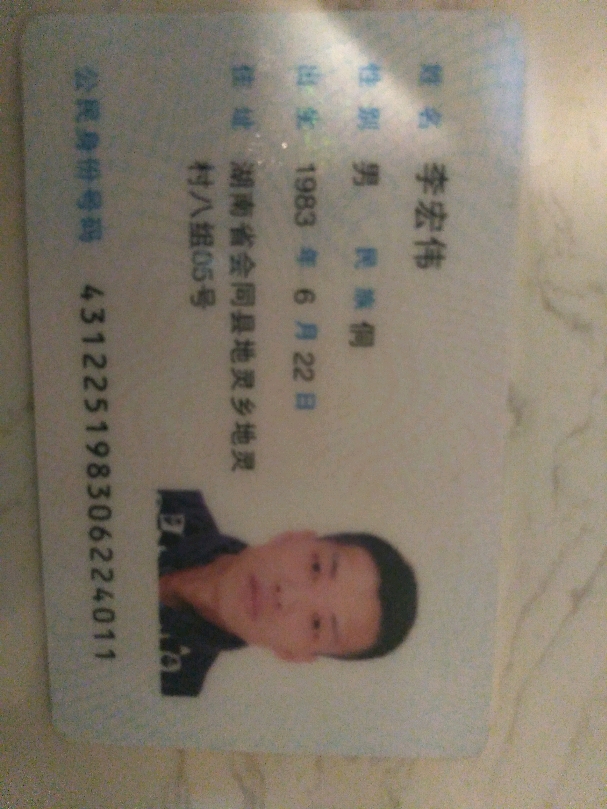 姓名 李宏伟
性别 男 民族 侗
出生 1983 年 6 月 22 日
住址 湖南省会同县地灵乡地灵
村八组05号
公民身份号码 431225198306224011